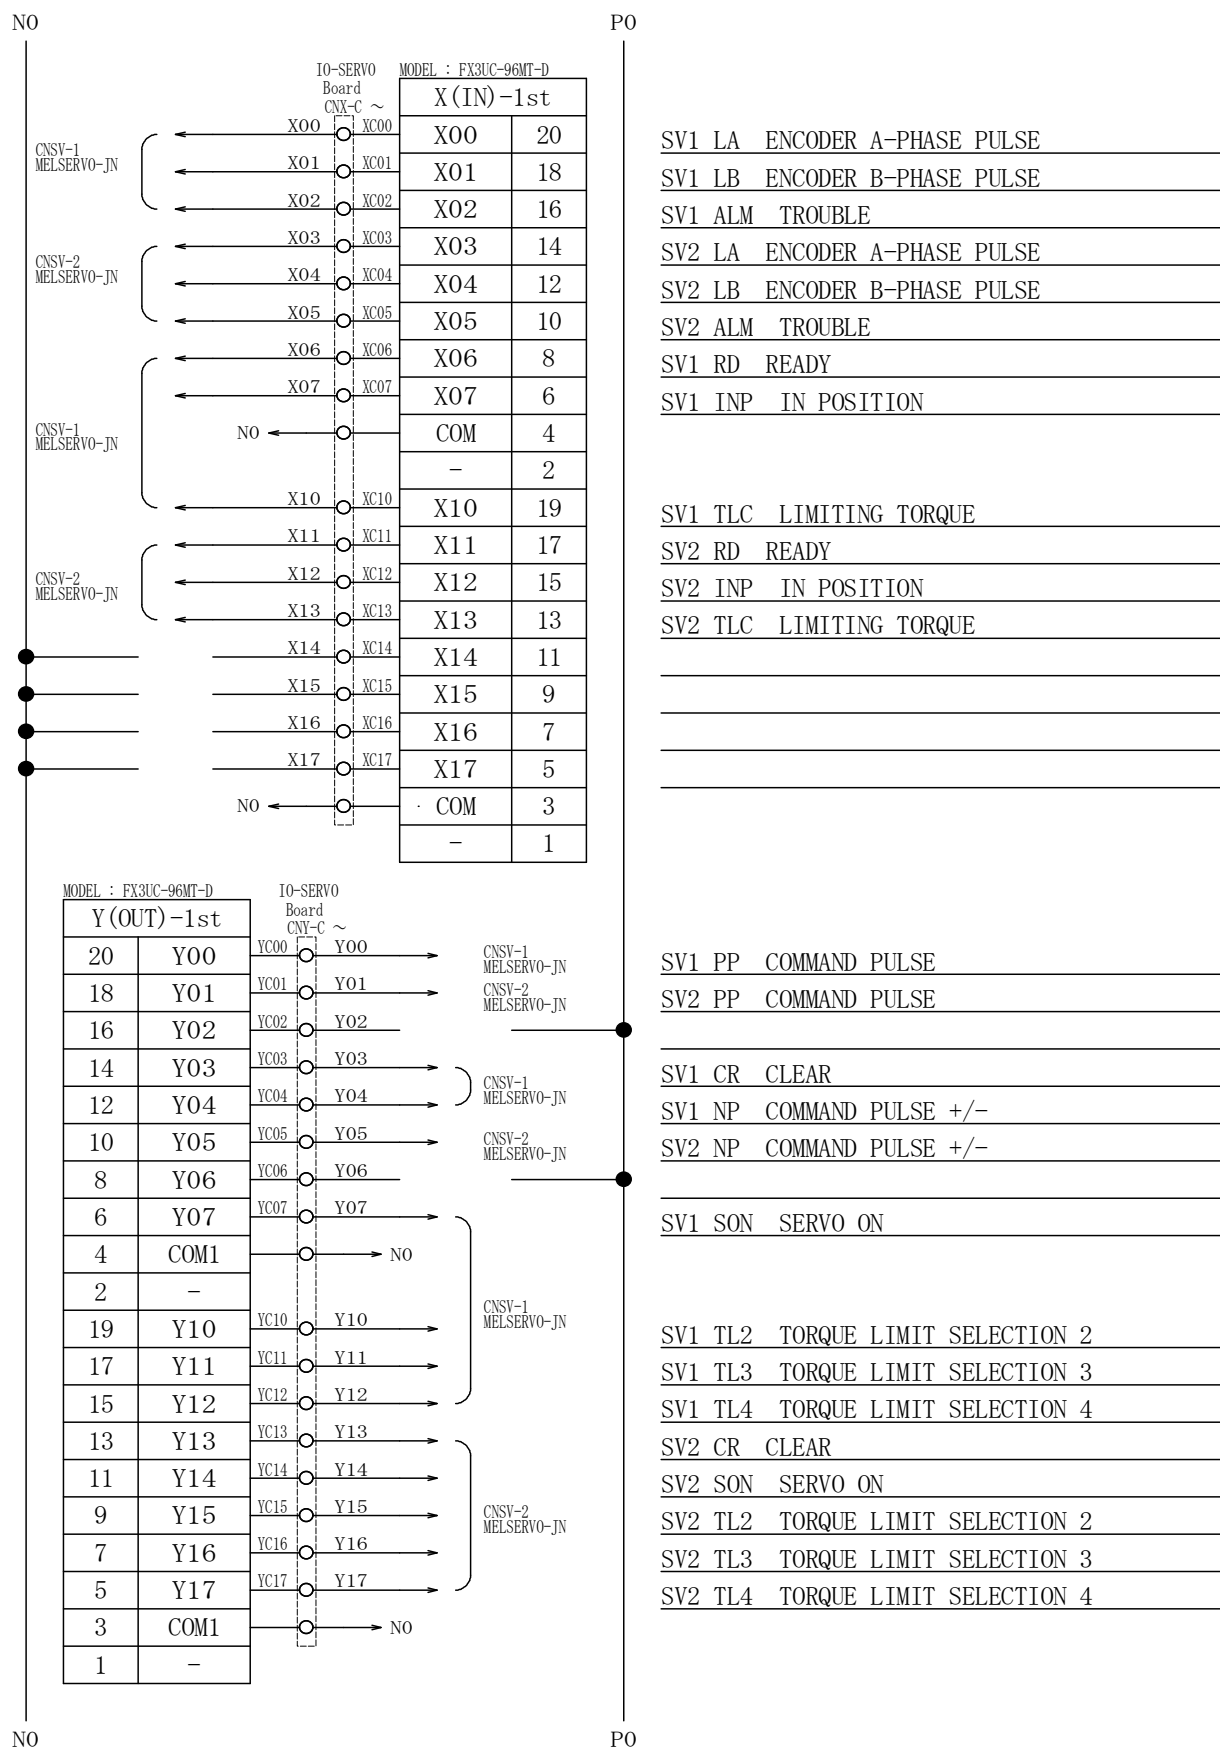 N0 P0
IO-SERVO MODEL : FX3UC-96MT-D
Board
CNX-C ～
X(IN)-1st
X00 XC00 X00 20 SV1 LA ENCODER A-PHASE PULSE
CNSV-1
MELSERVO-JN
X01 XC01 X01 18 SV1 LB ENCODER B-PHASE PULSE
X02 XC02 X02 16 SV1 ALM TROUBLE
X03 XC03 X03 14 SV2 LA ENCODER A-PHASE PULSE
CNSV-2
MELSERVO-JN
X04 XC04 X04 12 SV2 LB ENCODER B-PHASE PULSE
X05 XC05 X05 10 SV2 ALM TROUBLE
X06 XC06 X06 8 SV1 RD READY
X07 XC07 X07 6 SV1 INP IN POSITION
CNSV-1
MELSERVO-JN
N0 COM 4
- 2
X10 XC10 X10 19 SV1 TLC LIMITING TORQUE
X11 XC11 X11 17 SV2 RD READY
CNSV-2
MELSERVO-JN
X12 XC12 X12 15 SV2 INP IN POSITION
X13 XC13 X13 13 SV2 TLC LIMITING TORQUE
X14 XC14 X14 11
X15 XC15 X15 9
X16 XC16 X16 7
X17 XC17 X17 5
N0 COM 3
- 1
MODEL : FX3UC-96MT-D IO-SERVO
Board
CNY-C ～
Y(OUT)-1st
20 Y00 YC00 Y00 CNSV-1 SV1 PP COMMAND PULSE
MELSERVO-JN
18 Y01 YC01 Y01 CNSV-2 SV2 PP COMMAND PULSE
MELSERVO-JN
16 Y02 YC02 Y02
14 Y03 YC03 Y03 SV1 CR CLEAR
CNSV-1
MELSERVO-JN
12 Y04 YC04 Y04 SV1 NP COMMAND PULSE +/-
10 Y05 YC05 Y05 CNSV-2 SV2 NP COMMAND PULSE +/-
MELSERVO-JN
8 Y06 YC06 Y06
6 Y07 YC07 Y07 SV1 SON SERVO ON
4 COM1 N0
2 -
CNSV-1
MELSERVO-JN
19 Y10 YC10 Y10 SV1 TL2 TORQUE LIMIT SELECTION 2
17 Y11 YC11 Y11 SV1 TL3 TORQUE LIMIT SELECTION 3
15 Y12 YC12 Y12 SV1 TL4 TORQUE LIMIT SELECTION 4
13 Y13 YC13 Y13 SV2 CR CLEAR
11 Y14 YC14 Y14 SV2 SON SERVO ON
9 Y15 YC15 Y15 CNSV-2 SV2 TL2 TORQUE LIMIT SELECTION 2
MELSERVO-JN
7 Y16 YC16 Y16 SV2 TL3 TORQUE LIMIT SELECTION 3
5 Y17 YC17 Y17 SV2 TL4 TORQUE LIMIT SELECTION 4
3 COM1 N0
1 -
N0 P0